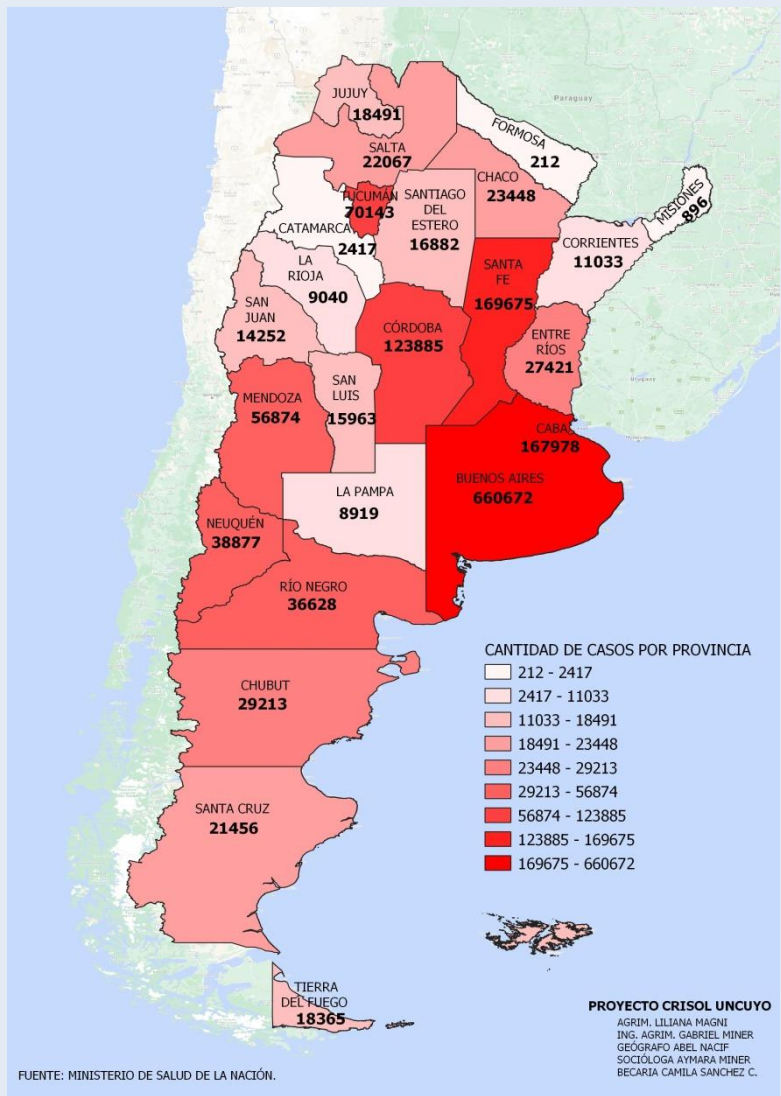 JUJUY
18491
Paraguay
FORMOSA
212
SALTA
22067
CHACO
23448
MISIONES
896
TUCUMÁN
70143
SANTIAGO
DEL
ESTERO
16882
CATAMARCA
2417
CORRIENTES
11033
LA
RIOJA
9040
SANTA
FE
169675
SAN
JUAN
14252
CÓRDOBA
123885
ENTRE
RÍOS
27421
Uruguay
SAN
LUIS
15963
MENDOZA
56874
CABA
167978
BUENOS AIRES
660672
LA PAMPA
8919
NEUQUÉN
38877
RÍO NEGRO
36628
CHUBUT
29213
SANTA CRUZ
21456
TIERRA
DEL FUEGO
18365
CANTIDAD DE CASOS POR PROVINCIA
212 - 2417
2417 - 11033
11033 - 18491
18491 - 23448
23448 - 29213
29213 - 56874
56874 - 123885
123885 - 169675
169675 - 660672
PROYECTO CRISOL UNCUYO
AGRIM. LILIANA MAGNI
ING. AGRIM. GABRIEL MINER
GEÓGRAFO ABEL NACIF
SOCIÓLOGA AYMARA MINER
BECARIA CAMILA SANCHEZ C.
FUENTE: MINISTERIO DE SALUD DE LA NACIÓN.